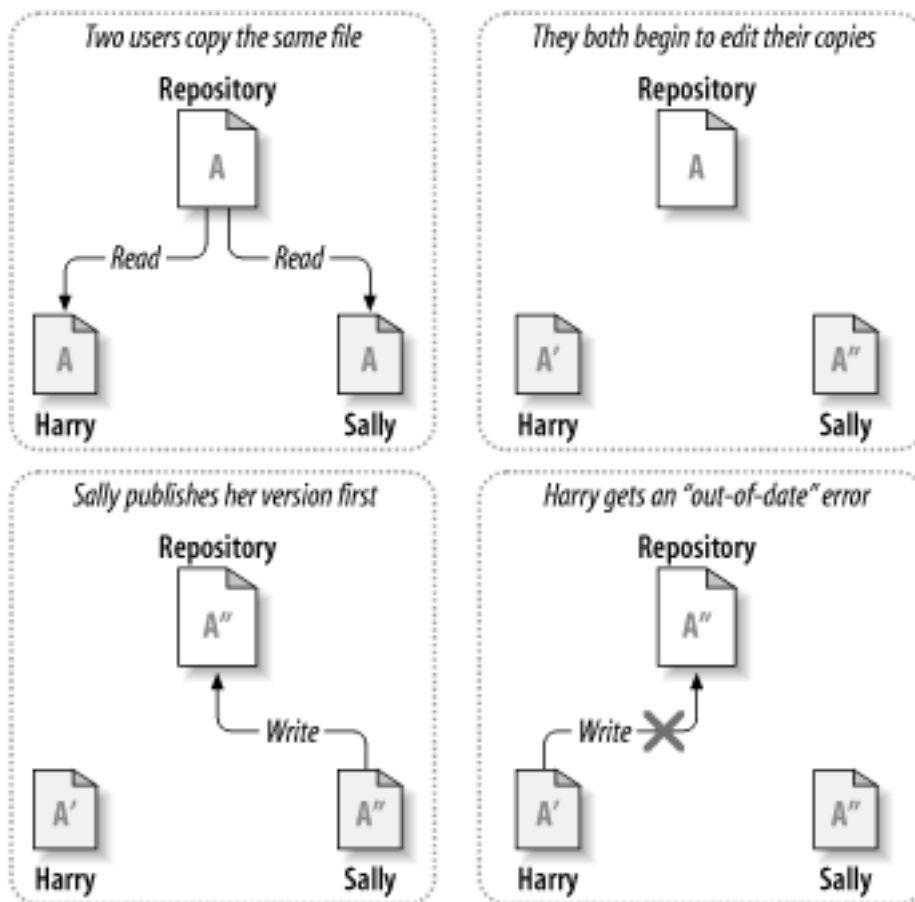 Two users copy the same file
Repository
A
Read
Read
A
A
Harry
Sally
They both begin to edit their copies
Repository
A
A′
A″
Harry
Sally
Sally publishes her version first
Repository
A″
Write
A′
A″
Harry
Sally
Harry gets an “out-of-date” error
Repository
A″
Write
A′
A″
Harry
Sally